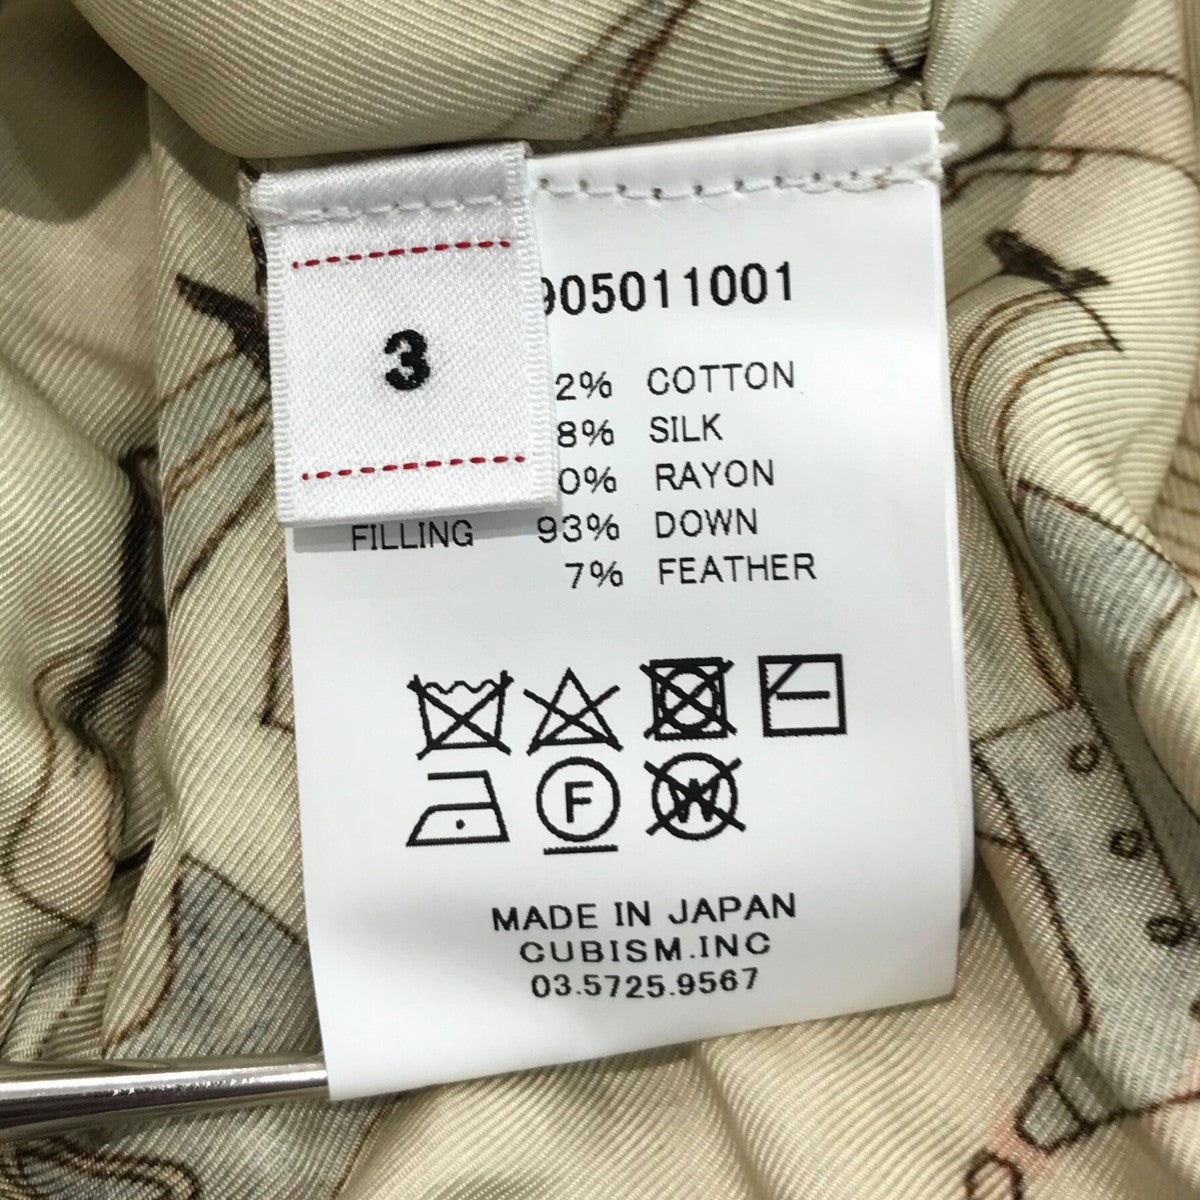 3
905011001
2% COTTON
8% SILK
0% RAYON
FILLING 93% DOWN
7% FEATHER
F
W
MADE IN JAPAN
CUBISM.INC
03.5725.9567